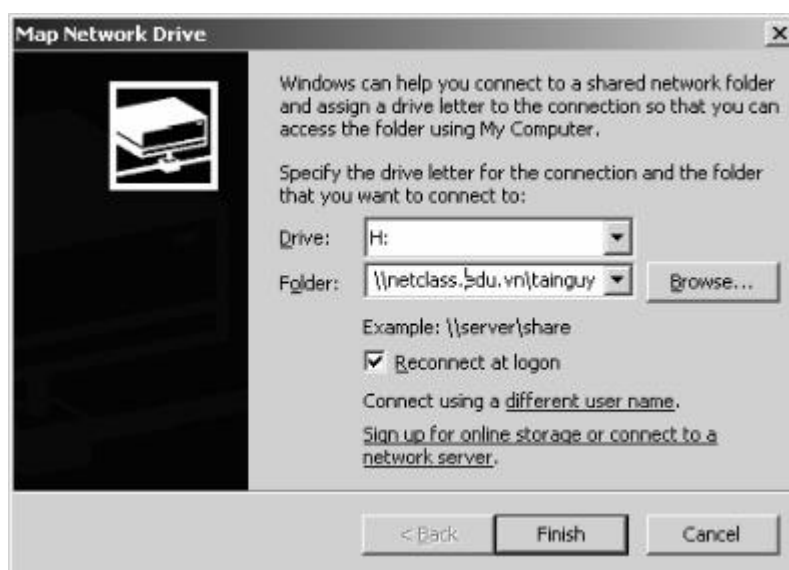 Map Network Drive
Windows can help you connect to a shared network folder
and assign a drive letter to the connection so that you can
access the folder using My Computer.
Specify the drive letter for the connection and the folder
that you want to connect to:
Drive: H:
Folder: \\netclass.edu.vn\tainguy Browse...
Example: \\server\share
Reconnect at logon
Connect using a different user name.
Sign up for online storage or connect to a
network server.
< Back Finish Cancel